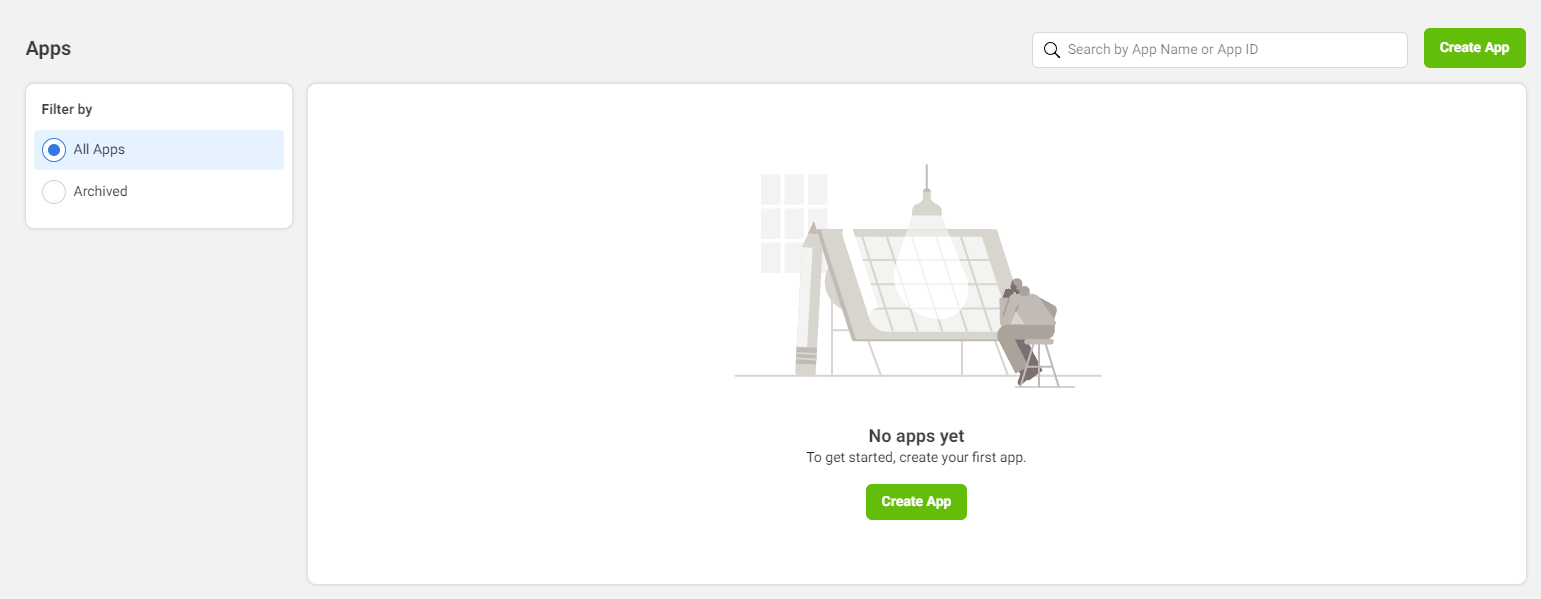 Apps
Search by App Name or App ID
Create App
Filter by
All Apps
Archived
No apps yet
To get started, create your first app.
Create App